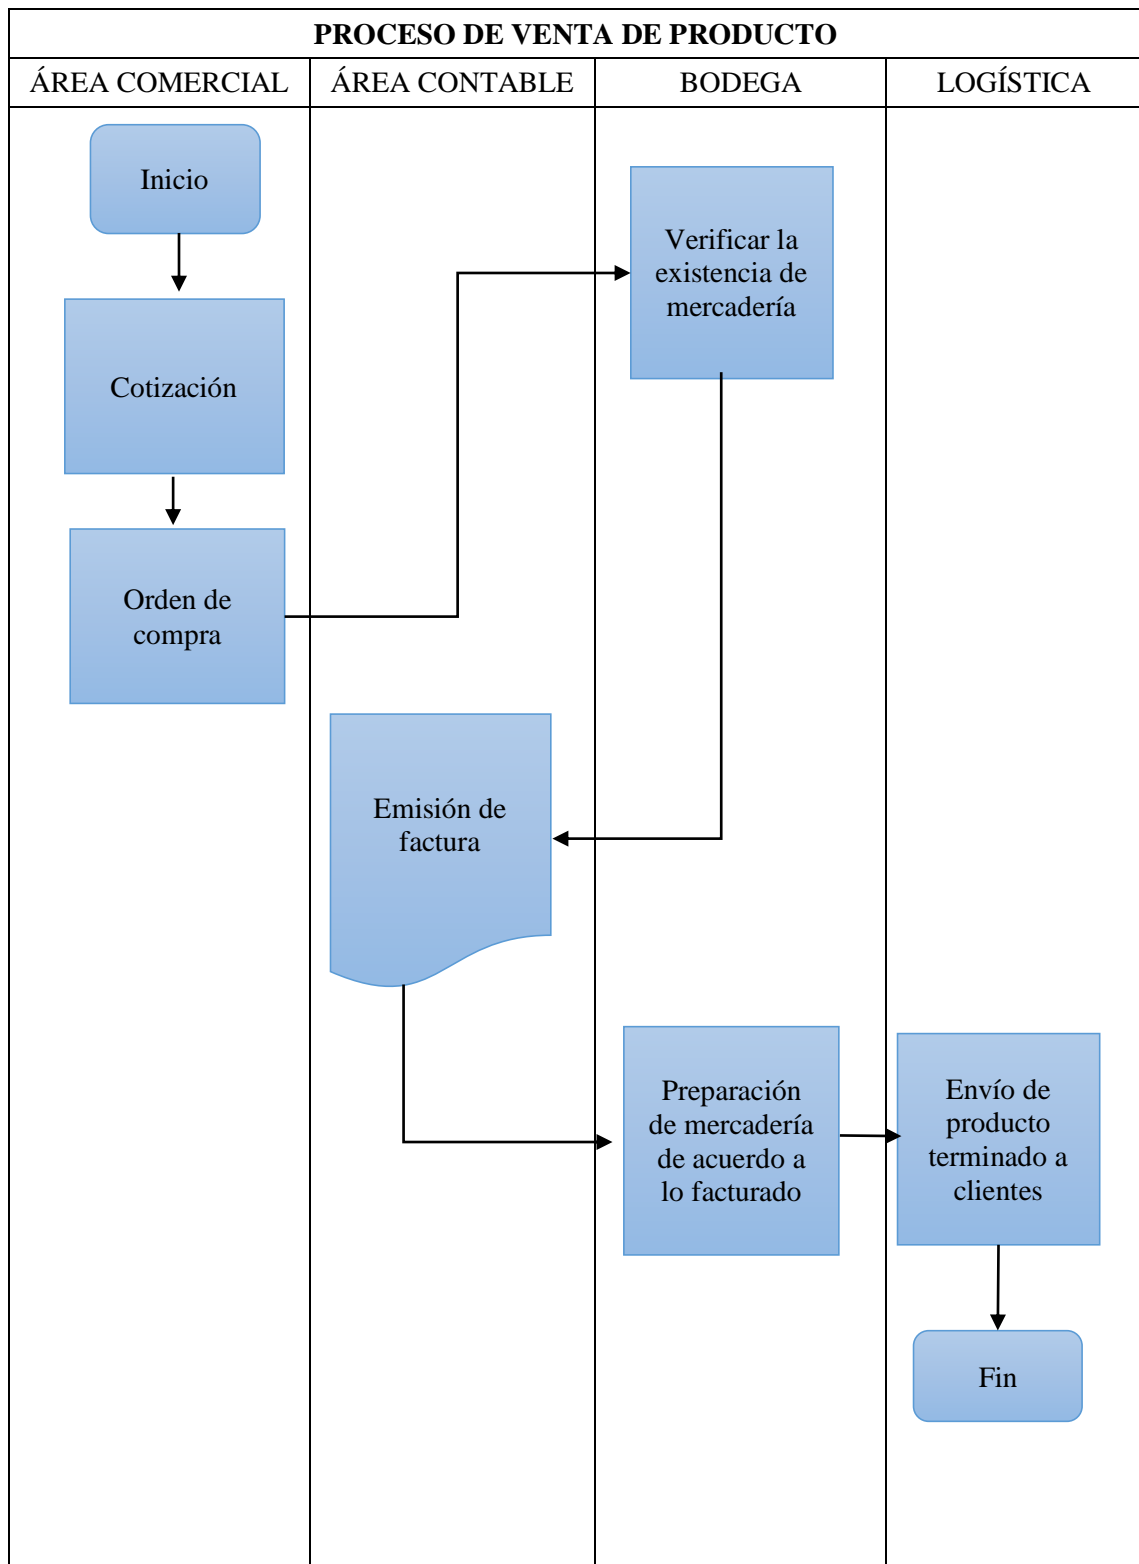 PROCESO DE VENTA DE PRODUCTO
ÁREA COMERCIAL
ÁREA CONTABLE
BODEGA
LOGÍSTICA
Inicio
Cotización
Orden de
compra
Verificar la
existencia de
mercadería
Emisión de
factura
Preparación
de mercadería
de acuerdo a
lo facturado
Envío de
producto
terminado a
clientes
Fin